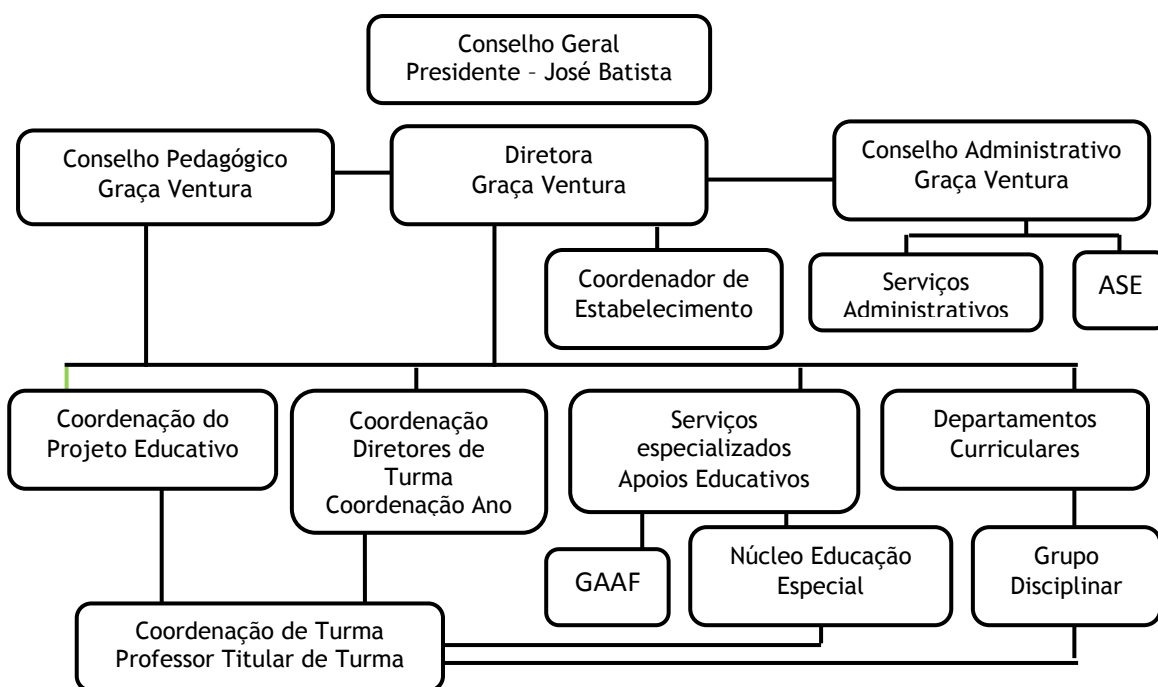 Conselho Geral
Presidente – José Batista
Conselho Pedagógico
Graça Ventura
Diretora
Graça Ventura
Conselho Administrativo
Graça Ventura
Coordenador de
Estabelecimento
Serviços
Administrativos
ASE
Coordenação do
Projeto Educativo
Coordenação
Diretores de
Turma
Coordenação Ano
Serviços
especializados
Apoios Educativos
Departamentos
Curriculares
GAAF
Núcleo Educação
Especial
Grupo
Disciplinar
Coordenação de Turma
Professor Titular de Turma